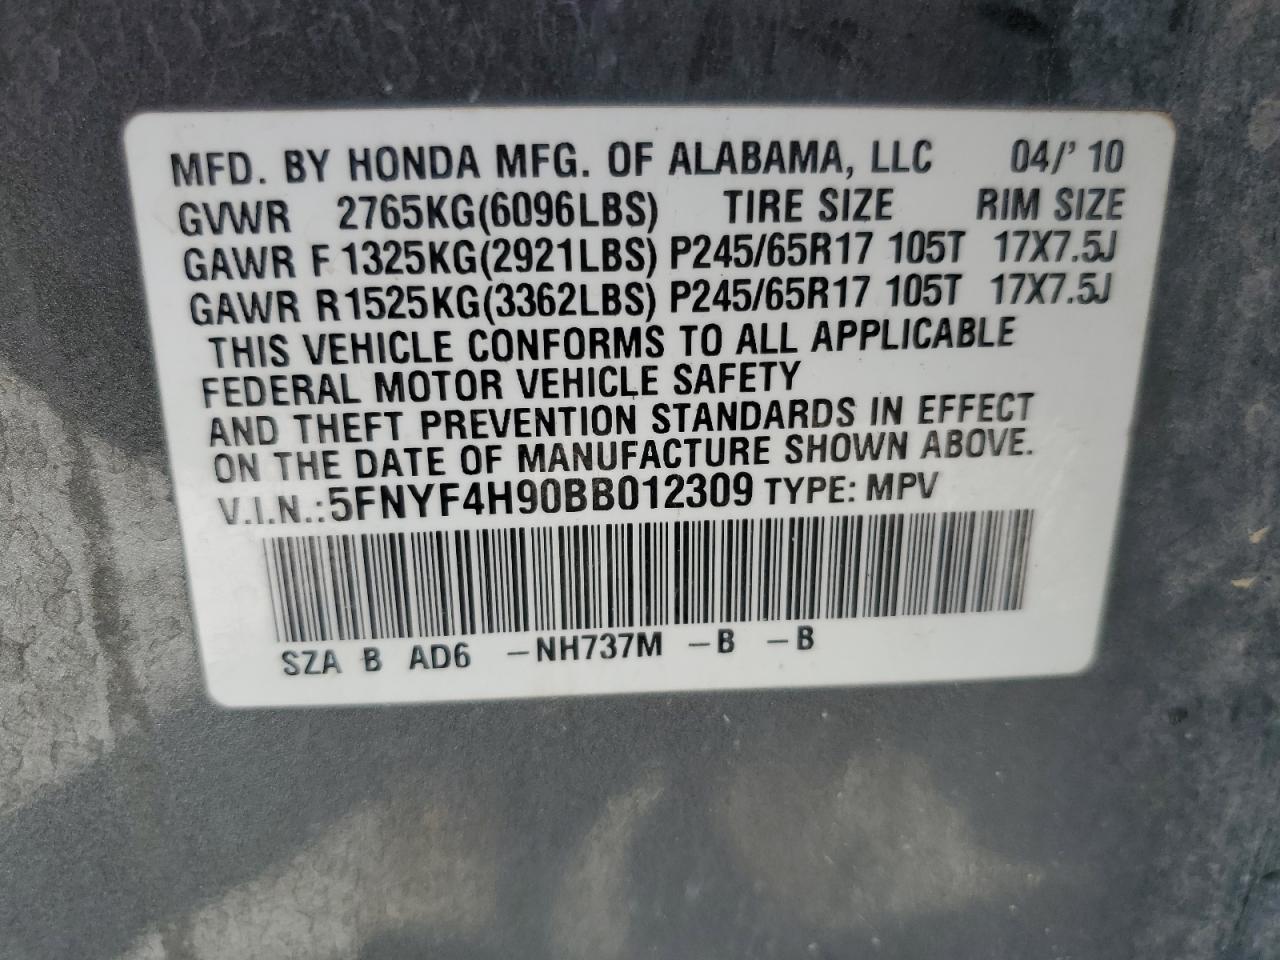 MFD. BY HONDA MFG. OF ALABAMA, LLC 04/'10
GVWR 2765KG(6096LBS) TIRE SIZE RIM SIZE
GAWR F 1325KG(2921LBS) P245/65R17 105T 17X7.5J
GAWR R1525KG(3362LBS) P245/65R17 105T 17X7.5J
THIS VEHICLE CONFORMS TO ALL APPLICABLE
FEDERAL MOTOR VEHICLE SAFETY
AND THEFT PREVENTION STANDARDS IN EFFECT
ON THE DATE OF MANUFACTURE SHOWN ABOVE.
V.I.N.:5FNYF4H90BB012309 TYPE: MPV
SZA B AD6 -NH737M -B -B